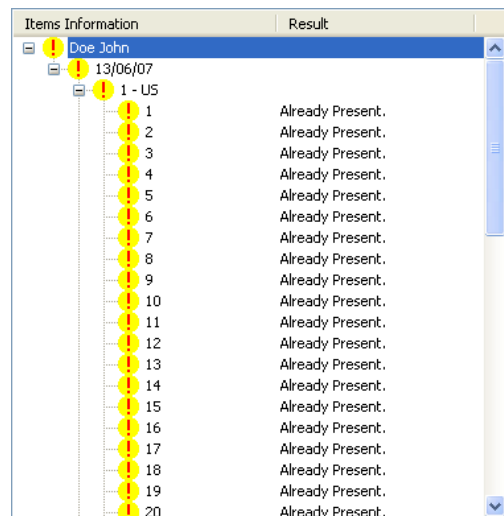 Items Information Result
Doe John
13/06/07
1 - US
1 Already Present.
2 Already Present.
3 Already Present.
4 Already Present.
5 Already Present.
6 Already Present.
7 Already Present.
8 Already Present.
9 Already Present.
10 Already Present.
11 Already Present.
12 Already Present.
13 Already Present.
14 Already Present.
15 Already Present.
16 Already Present.
17 Already Present.
18 Already Present.
19 Already Present.
20 Already Present.